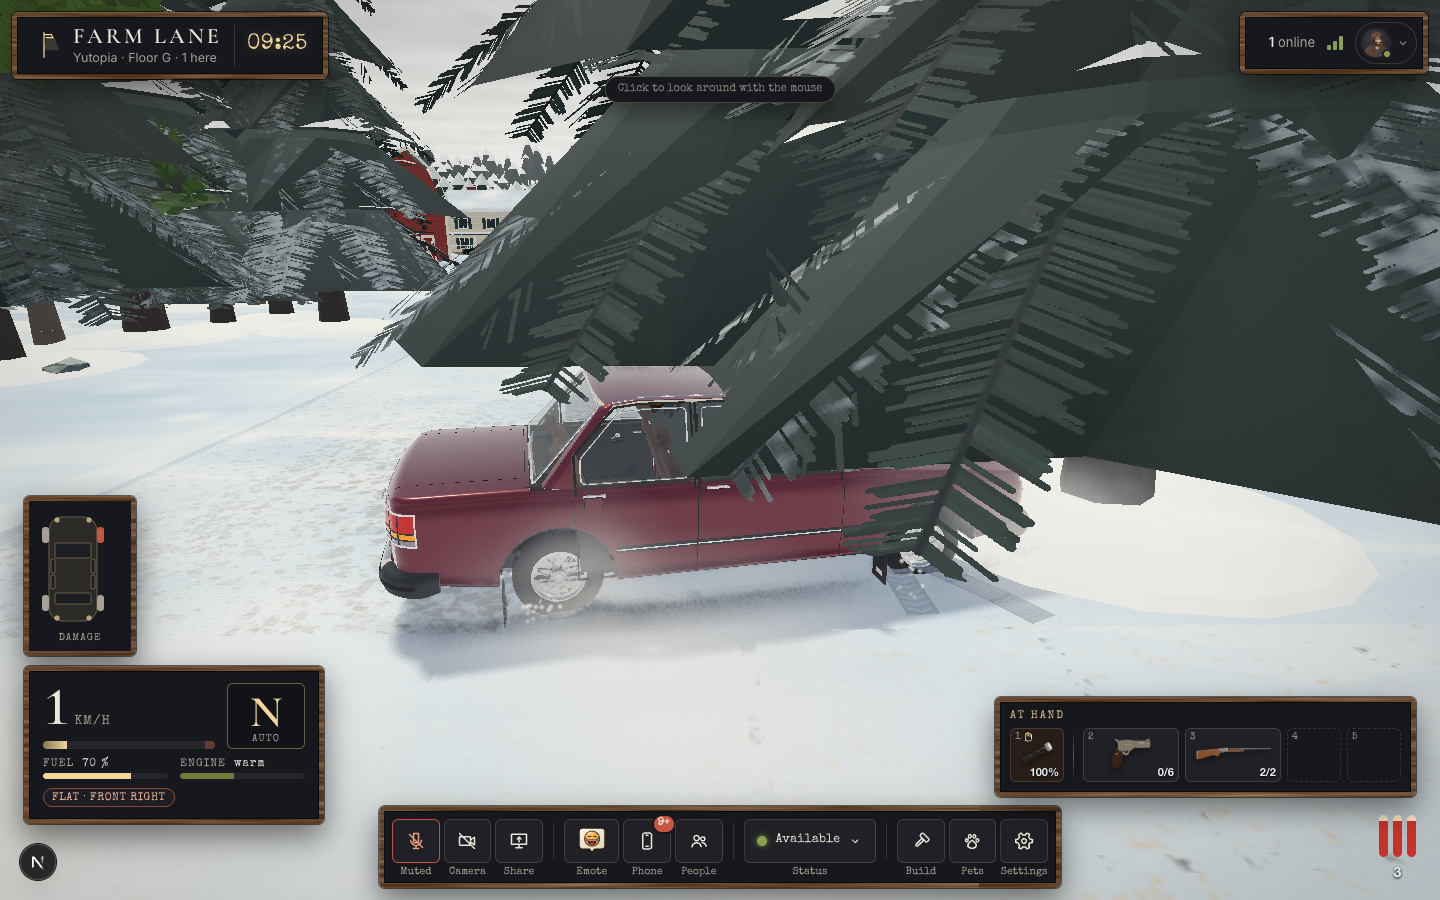 FARM LANE
Yutopia · Floor G · 1 here
09:25
1 online
Click to look around with the mouse
DAMAGE
1 KM/H
N
AUTO
FUEL 70 %
ENGINE warm
FLAT · FRONT RIGHT
N
AT HAND
1
100%
2
0/6
3
2/2
4
5
9+
Available
Muted
Camera
Share
Emote
Phone
People
Status
Build
Pets
Settings
3